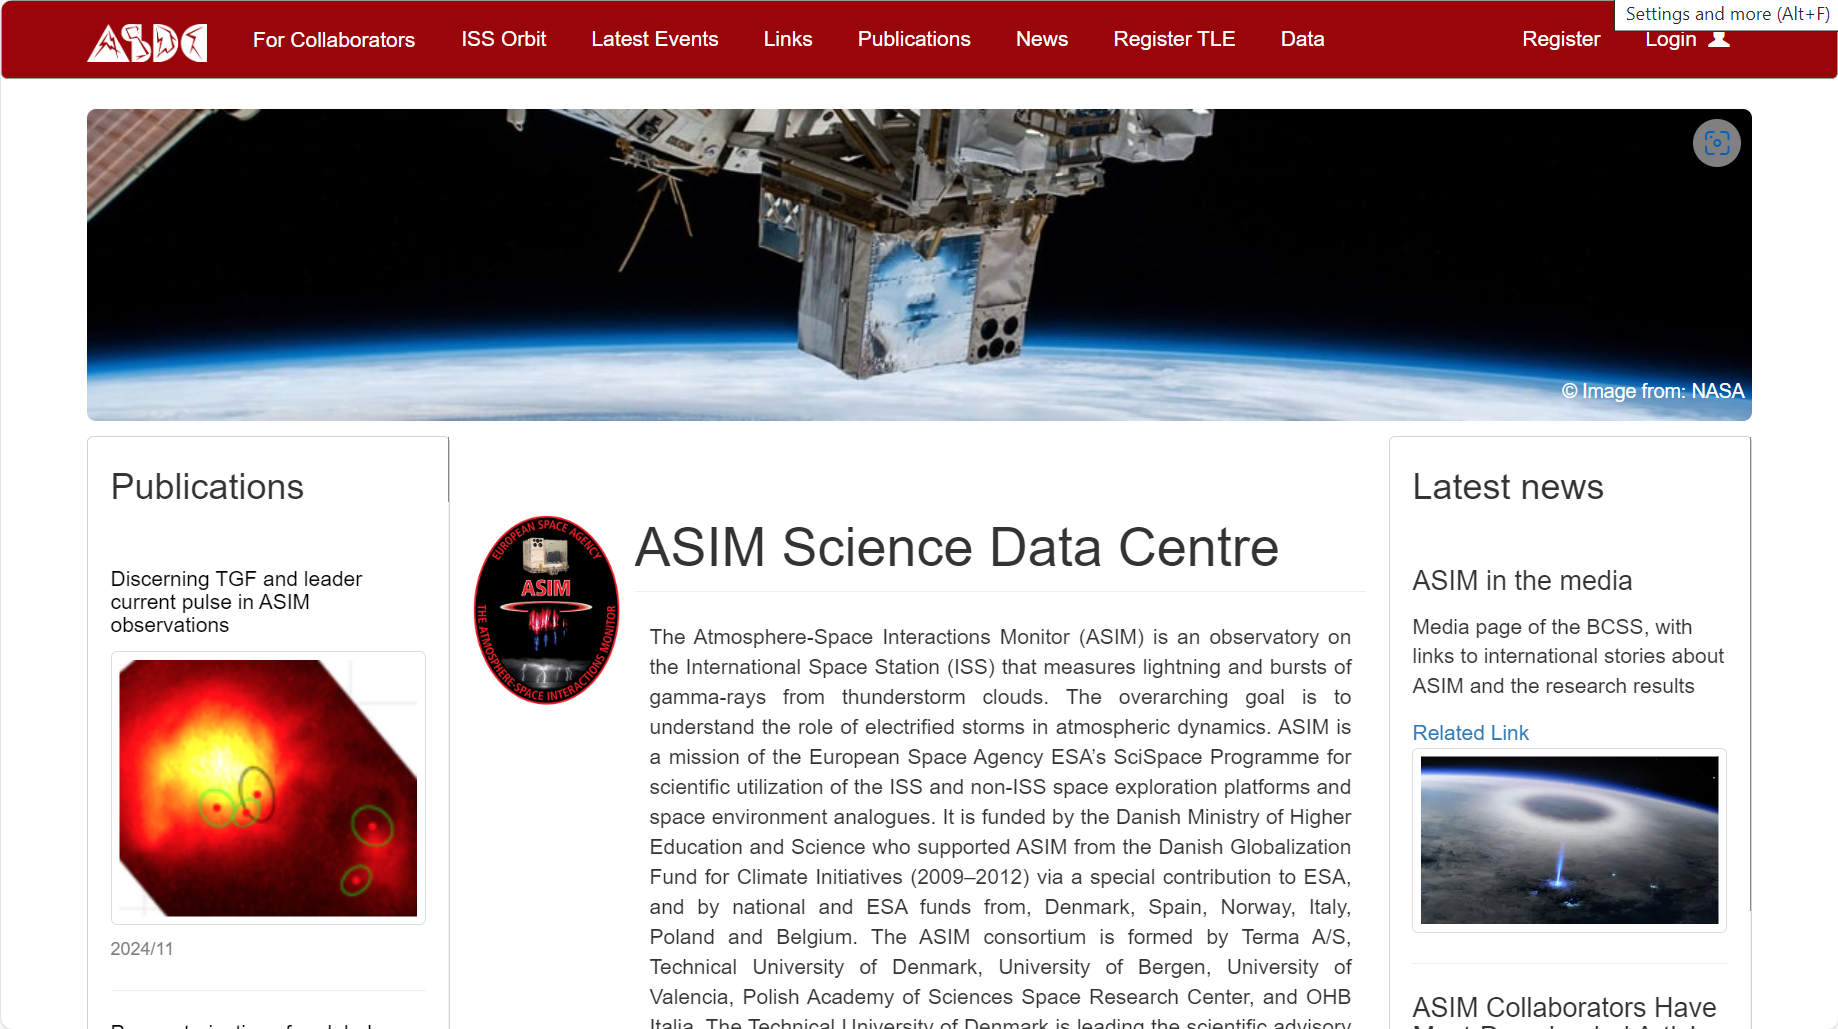 Settings and more (Alt+F)
ASDC
For Collaborators
ISS Orbit
Latest Events
Links
Publications
News
Register TLE
Data
Register
Login
© Image from: NASA
Publications
Discerning TGF and leader
current pulse in ASIM
observations
2024/11
EUROPEAN SPACE AGENCY
ASIM
THE ATMOSPHERE-SPACE INTERACTIONS MONITOR
ASIM Science Data Centre
The Atmosphere-Space Interactions Monitor (ASIM) is an observatory on
the International Space Station (ISS) that measures lightning and bursts of
gamma-rays from thunderstorm clouds. The overarching goal is to
understand the role of electrified storms in atmospheric dynamics. ASIM is
a mission of the European Space Agency ESA’s SciSpace Programme for
scientific utilization of the ISS and non-ISS space exploration platforms and
space environment analogues. It is funded by the Danish Ministry of Higher
Education and Science who supported ASIM from the Danish Globalization
Fund for Climate Initiatives (2009–2012) via a special contribution to ESA,
and by national and ESA funds from, Denmark, Spain, Norway, Italy,
Poland and Belgium. The ASIM consortium is formed by Terma A/S,
Technical University of Denmark, University of Bergen, University of
Valencia, Polish Academy of Sciences Space Research Center, and OHB
Italia. The Technical University of Denmark is leading the scientific advisory
Latest news
ASIM in the media
Media page of the BCSS, with
links to international stories about
ASIM and the research results
Related Link
ASIM Collaborators Have